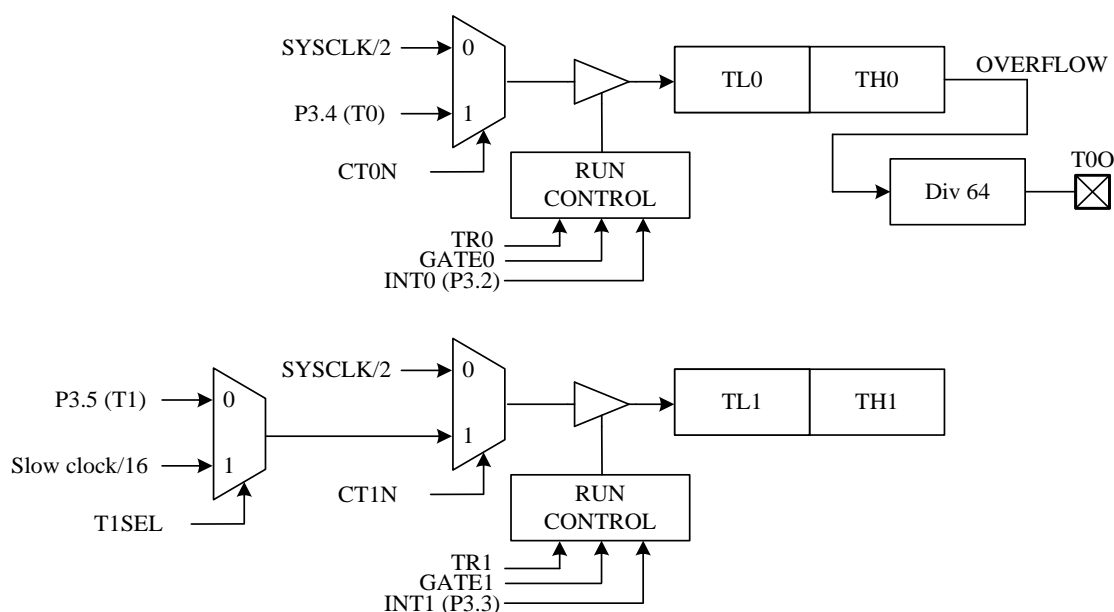 SYSCLK/2
0
TL0
TH0
OVERFLOW
P3.4 (T0)
1
T0O
CT0N
RUN
CONTROL
Div 64
TR0
GATE0
INT0 (P3.2)
SYSCLK/2
0
P3.5 (T1)
0
TL1
TH1
1
Slow clock/16
1
CT1N
RUN
CONTROL
T1SEL
TR1
GATE1
INT1 (P3.3)